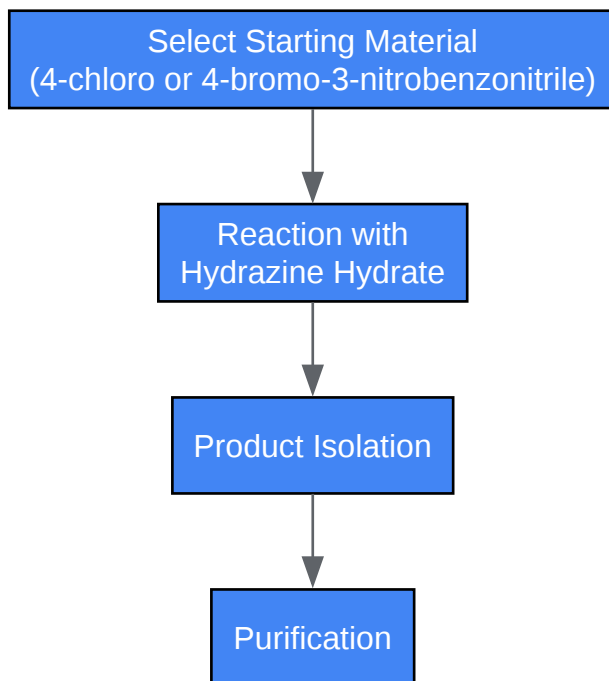 Select Starting Material
(4-chloro or 4-bromo-3-nitrobenzonitrile)
Reaction with
Hydrazine Hydrate
Product Isolation
Purification